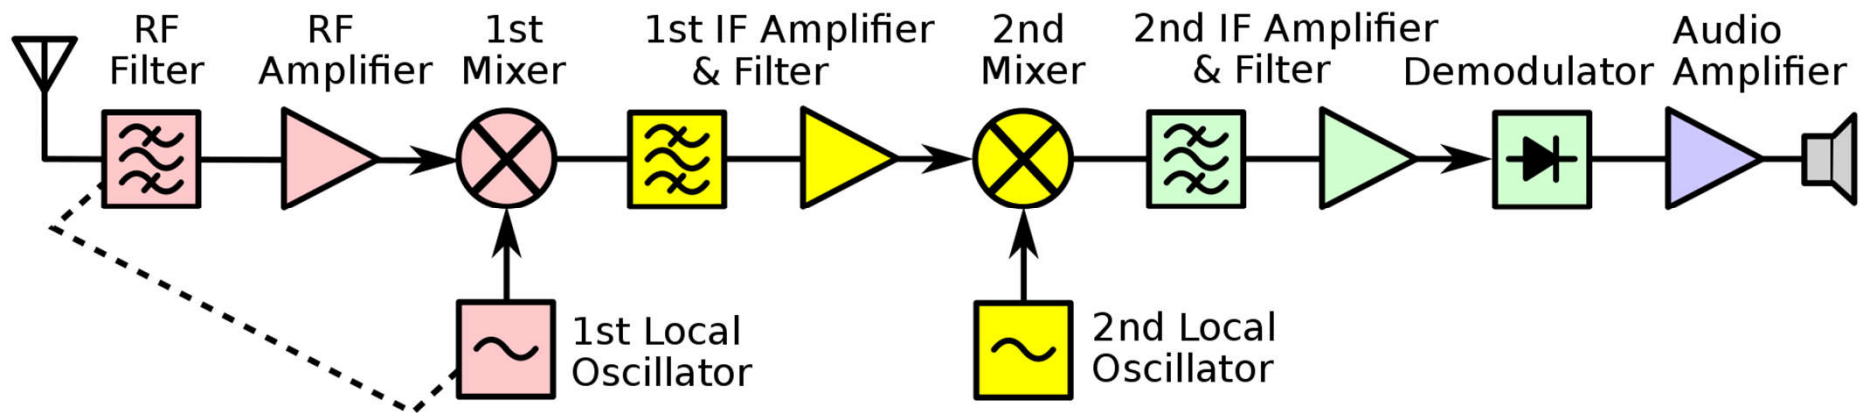 RF
Filter
RF
Amplifier
1st
Mixer
1st IF Amplifier
& Filter
2nd
Mixer
2nd IF Amplifier
& Filter
Demodulator
Audio
Amplifier
1st Local
Oscillator
2nd Local
Oscillator